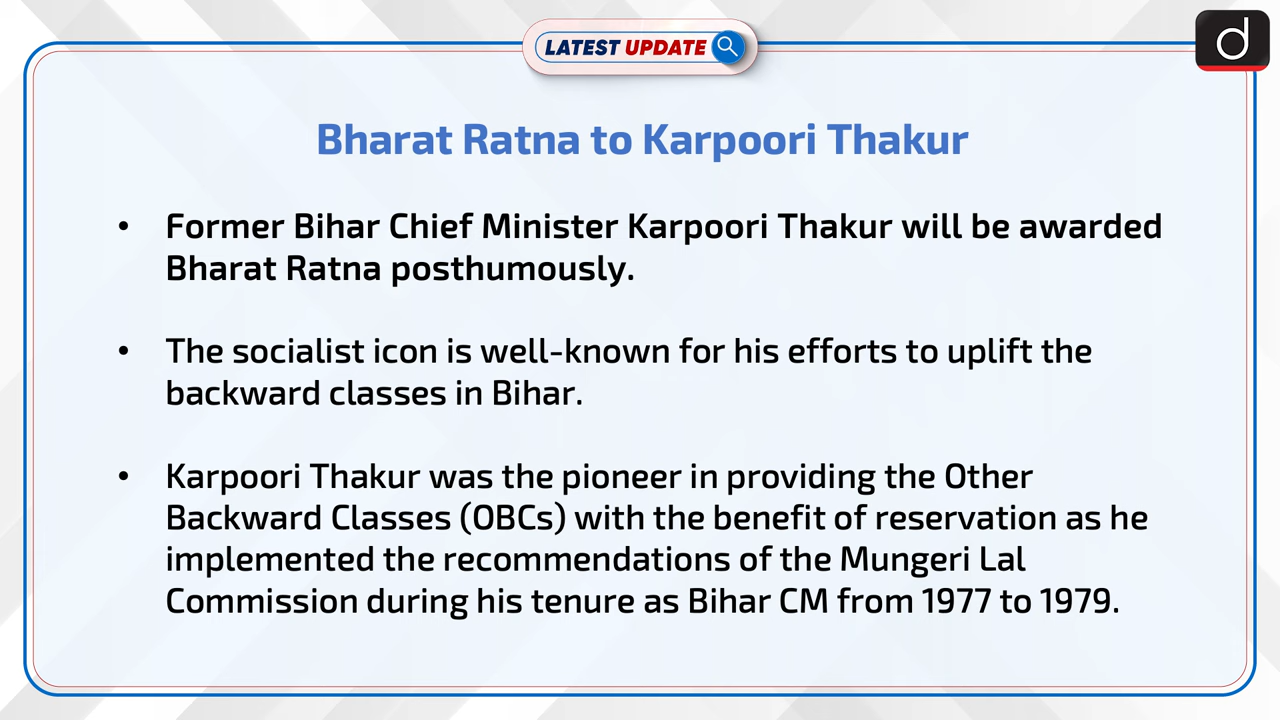 LATEST UPDATE
d
Bharat Ratna to Karpoori Thakur
• Former Bihar Chief Minister Karpoori Thakur will be awarded
Bharat Ratna posthumously.
• The socialist icon is well-known for his efforts to uplift the
backward classes in Bihar.
• Karpoori Thakur was the pioneer in providing the Other
Backward Classes (OBCs) with the benefit of reservation as he
implemented the recommendations of the Mungeri Lal
Commission during his tenure as Bihar CM from 1977 to 1979.